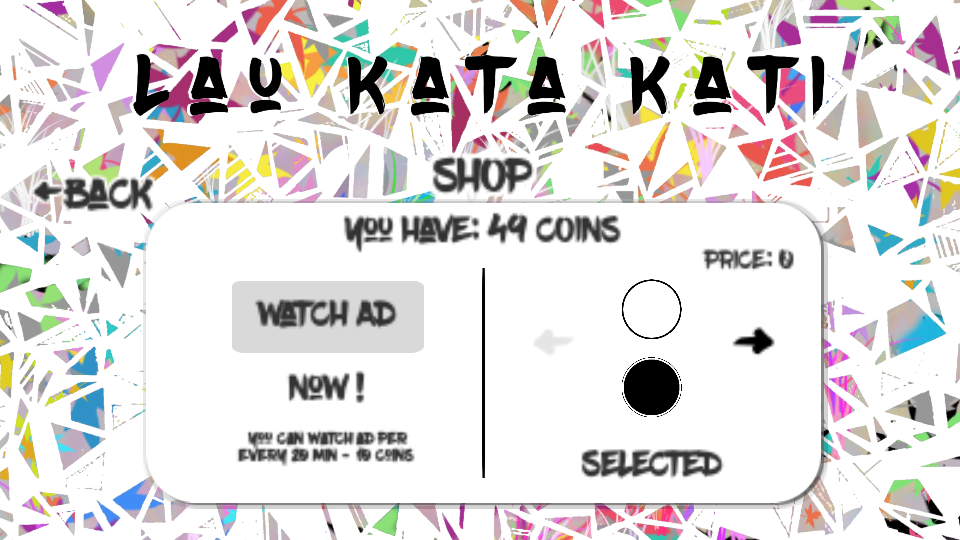 LAU KATA KATI
SHOP
BACK
YOU HAVE: 49 COINS
PRICE: 0
WATCH AD
NOW!
YOU CAN WATCH AD PER
EVERY 20 MIN - 10 COINS
SELECTED